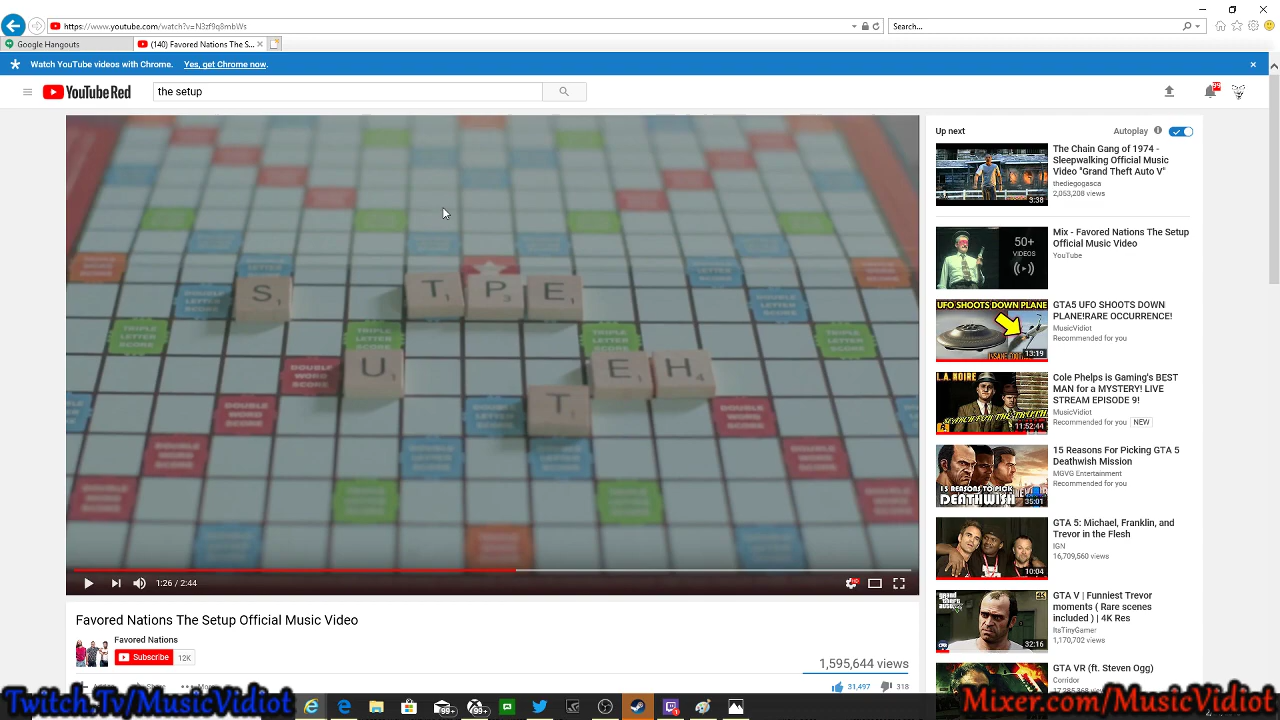 https://www.youtube.com/watch?v=N3zf9q8mbWs
Search...
Google Hangouts
(140) Favored Nations The S...
Watch YouTube videos with Chrome. Yes, get Chrome now.
YouTube Red
the setup
99
DOUBLE LETTER SCORE
S T P E
TRIPLE LETTER SCORE
DOUBLE WORD SCORE
U T E H
1:26 / 2:44
HD
Favored Nations The Setup Official Music Video
Favored Nations
Subscribe 12K
1,595,644 views
31,497 318
Up next
Autoplay
The Chain Gang of 1974 -
Sleepwalking Official Music
Video "Grand Theft Auto V"
thediegogasca
2,053,208 views
3:38
Mix - Favored Nations The Setup
Official Music Video
YouTube
50+
VIDEOS
GTA5 UFO SHOOTS DOWN
PLANE!RARE OCCURRENCE!
MusicVidiot
Recommended for you
UFO SHOOTS DOWN PLANE
13:19
Cole Phelps is Gaming's BEST
MAN for a MYSTERY! LIVE
STREAM EPISODE 9!
MusicVidiot
Recommended for you NEW
L.A. NOIRE
11:52:44
15 Reasons For Picking GTA 5
Deathwish Mission
MGVG Entertainment
Recommended for you
15 REASONS TO PICK
DEATHWISH
35:01
GTA 5: Michael, Franklin, and
Trevor in the Flesh
IGN
16,709,560 views
10:04
GTA V | Funniest Trevor
moments ( Rare scenes
included ) | 4K Res
ItsTinyGamer
1,170,702 views
4K
32:16
GTA VR (ft. Steven Ogg)
Corridor
17,285,368 views
Twitch.Tv/MusicVidiot
99+
99+
Mixer.com/MusicVidiot